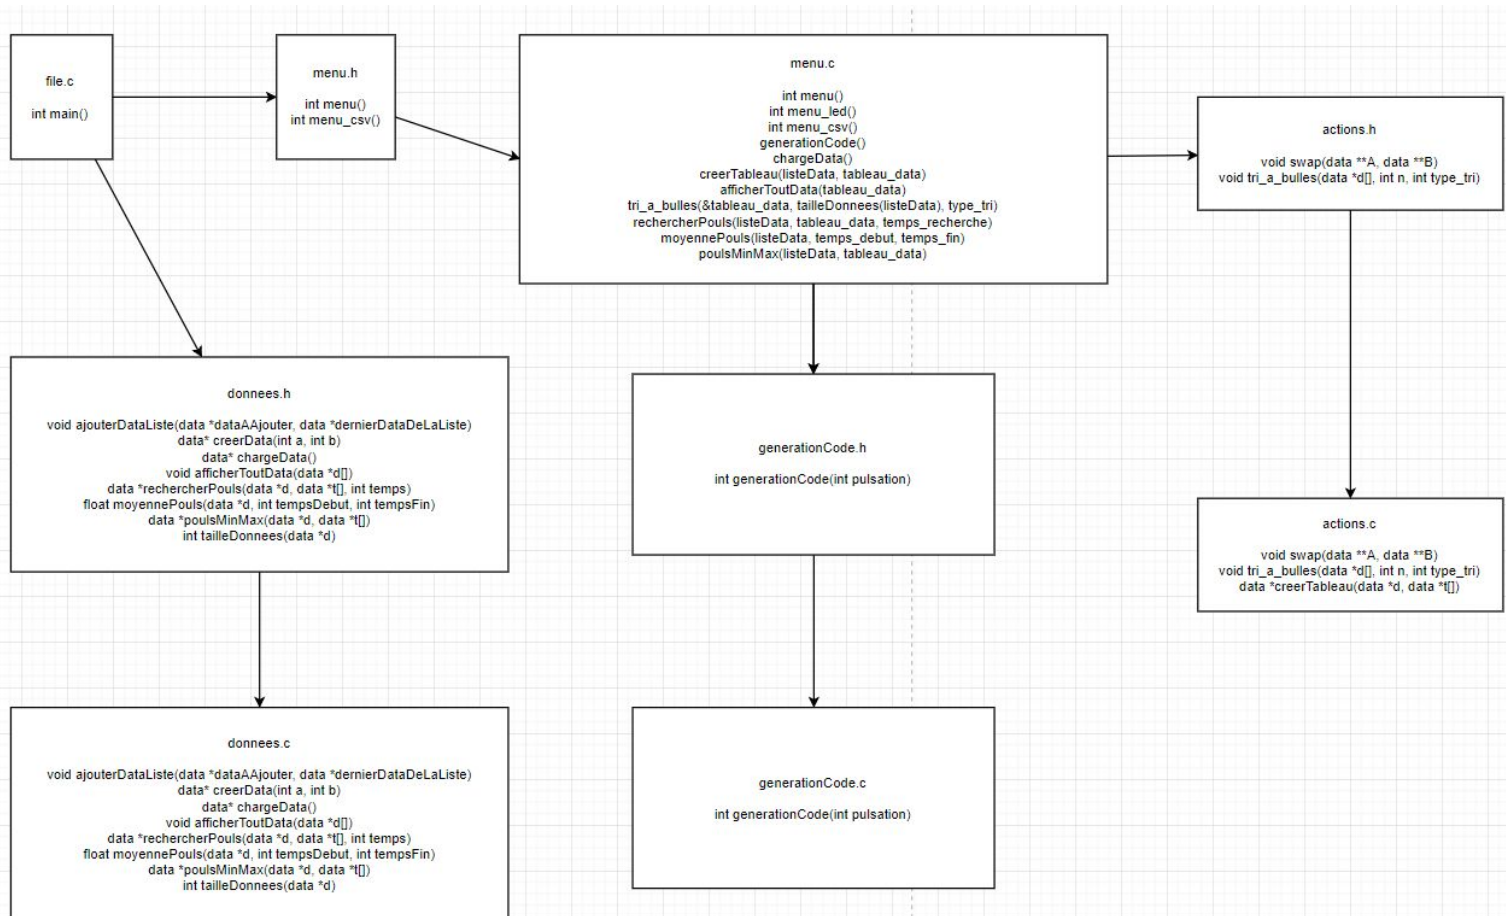 file.c
int main()
menu.h
int menu()
int menu_csv()
menu.c
int menu()
int menu_led()
int menu_csv()
generationCode()
chargeData()
creerTableau(listeData, tableau_data)
afficherToutData(tableau_data)
tri_a_bulles(&tableau_data, tailleDonnees(listeData), type_tri)
rechercherPouls(listeData, tableau_data, temps_recherche)
moyennePouls(listeData, temps_debut, temps_fin)
poulsMinMax(listeData, tableau_data)
actions.h
void swap(data **A, data **B)
void tri_a_bulles(data *d[], int n, int type_tri)
donnees.h
void ajouterDataListe(data *dataAAjouter, data *dernierDataDeLaListe)
data* creerData(int a, int b)
data* chargeData()
void afficherToutData(data *d[])
data *rechercherPouls(data *d, data *t[], int temps)
float moyennePouls(data *d, int tempsDebut, int tempsFin)
data *poulsMinMax(data *d, data *t[])
int tailleDonnees(data *d)
generationCode.h
int generationCode(int pulsation)
actions.c
void swap(data **A, data **B)
void tri_a_bulles(data *d[], int n, int type_tri)
data *creerTableau(data *d, data *t[])
donnees.c
void ajouterDataListe(data *dataAAjouter, data *dernierDataDeLaListe)
data* creerData(int a, int b)
data* chargeData()
void afficherToutData(data *d[])
data *rechercherPouls(data *d, data *t[], int temps)
float moyennePouls(data *d, int tempsDebut, int tempsFin)
data *poulsMinMax(data *d, data *t[])
int tailleDonnees(data *d)
generationCode.c
int generationCode(int pulsation)